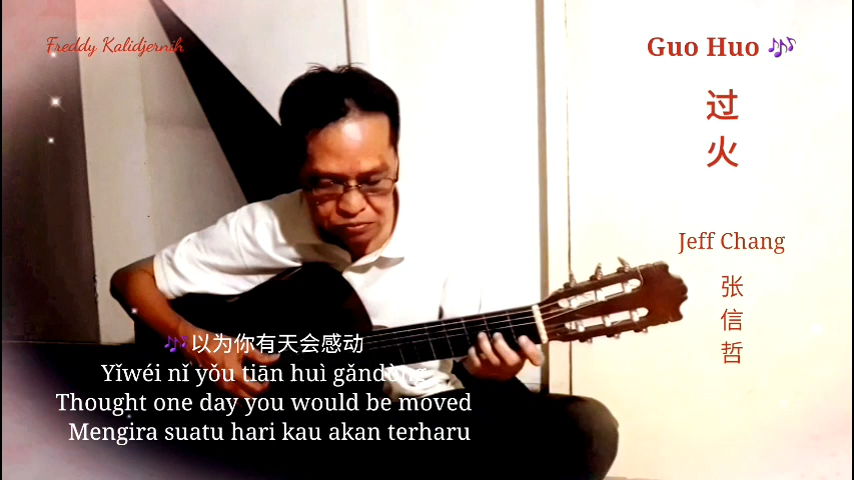 Freddy Kalidjernih
Guo Huo
过火
Jeff Chang
张信哲
以为你有天会感动
Yǐwéi nǐ yǒu tiān huì gǎndòng
Thought one day you would be moved
Mengira suatu hari kau akan terharu